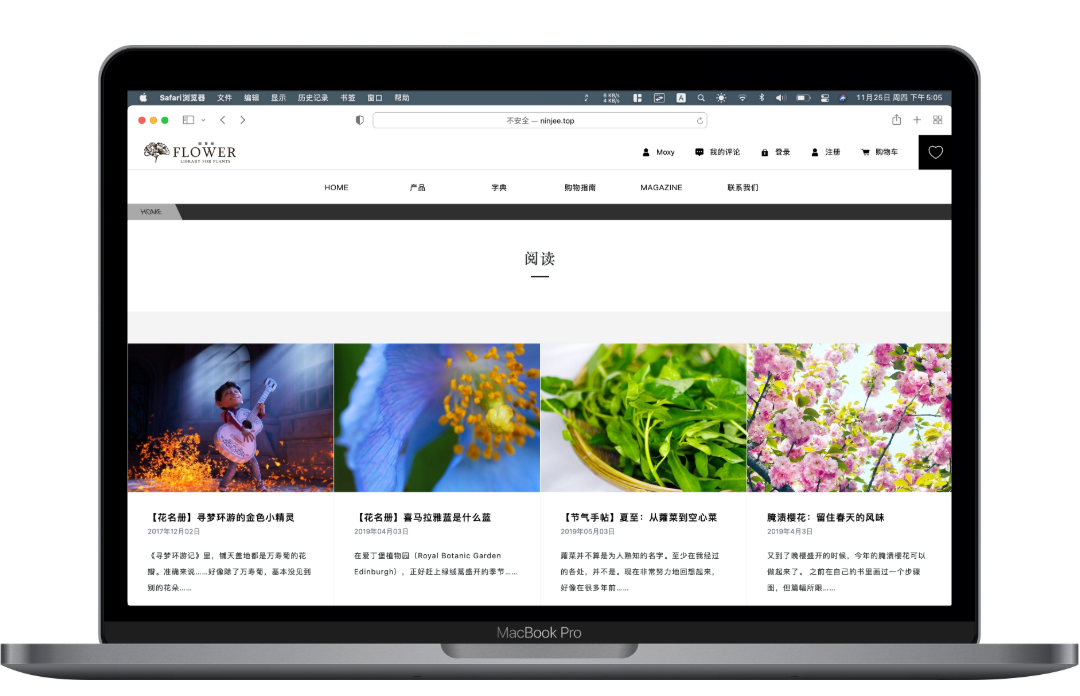 Safari浏览器 文件 编辑 显示 历史记录 书签 窗口 帮助
6 KB/s
4 KB/s
A
11月25日 周四 下午5:05
不安全 — ninjee.top
FLOWER
LIBRARY FOR PLANTS
Moxy 我的评论 登录 注册 购物车
HOME 产品 字典 购物指南 MAGAZINE 联系我们
HOME
阅读
【花名册】寻梦环游的金色小精灵
2017年12月02日
《寻梦环游记》里，铺天盖地都是万寿菊的花
瓣。准确来说……好像除了万寿菊，基本没见到
别的花朵……
【花名册】喜马拉雅蓝是什么蓝
2019年04月03日
在爱丁堡植物园（Royal Botanic Garden
Edinburgh），正好赶上绿绒蒿盛开的季节……
【节气手帖】夏至：从蕹菜到空心菜
2019年05月03日
蕹菜并不算是为人熟知的名字。至少在我经过
的各处，并不是。现在非常努力地回想起来，
好像在很多年前……
腌渍樱花：留住春天的风味
2019年4月3日
又到了晚樱盛开的时候，今年的腌渍樱花可以
做起来了。 之前在自己的书里画过一个步骤
图，但篇幅所限……
MacBook Pro